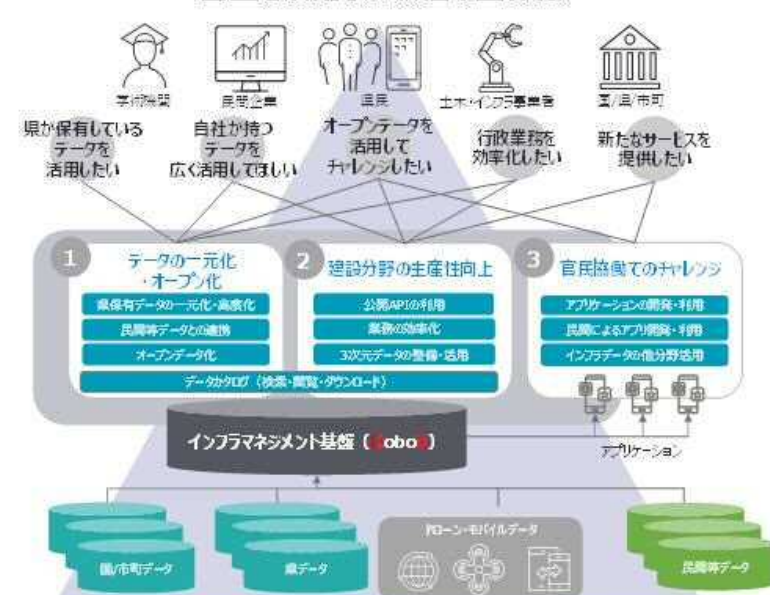 学術機関
民間企業
県民
土木・インフラ事業者
国/県/市町
県が保有している
データを
活用したい
自社が持つ
データを
広く活用してほしい
オープンデータを
活用して
チャレンジしたい
行政業務を
効率化したい
新たなサービスを
提供したい
1
データの一元化
・オープン化
県保有データの一元化・高度化
民間等データとの連携
オープンデータ化
2
建設分野の生産性向上
公開APIの利用
業務の効率化
3次元データの整備・活用
データカタログ（検索・閲覧・ダウンロード）
3
官民協働でのチャレンジ
アプリケーションの開発・利用
民間によるアプリ開発・利用
インフラデータの他分野活用
アプリケーション
インフラマネジメント基盤（DoboX）
国/市町データ
県データ
ドローン・モバイルデータ
民間等データ